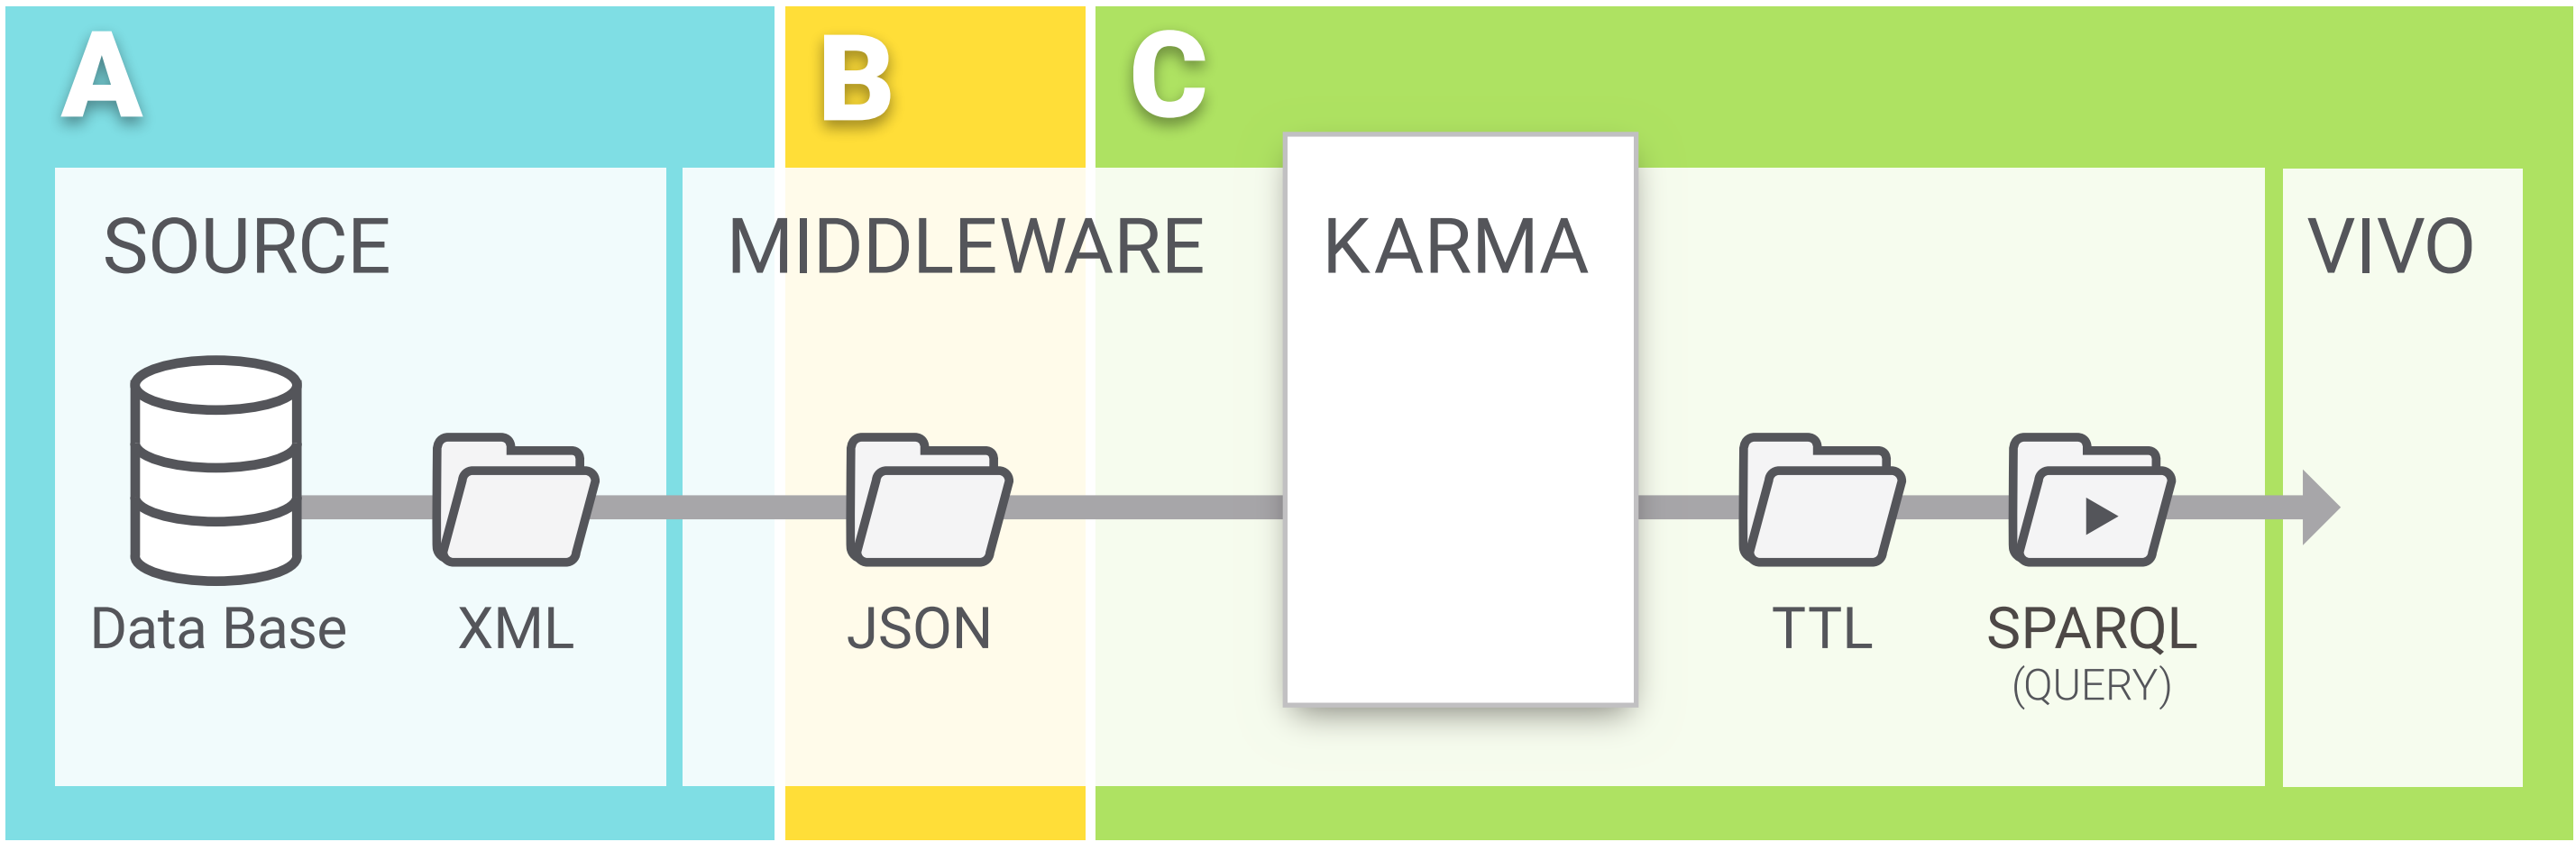 A
B
C
SOURCE
MIDDLEWARE
KARMA
VIVO
Data Base
XML
JSON
TTL
SPARQL
(QUERY)